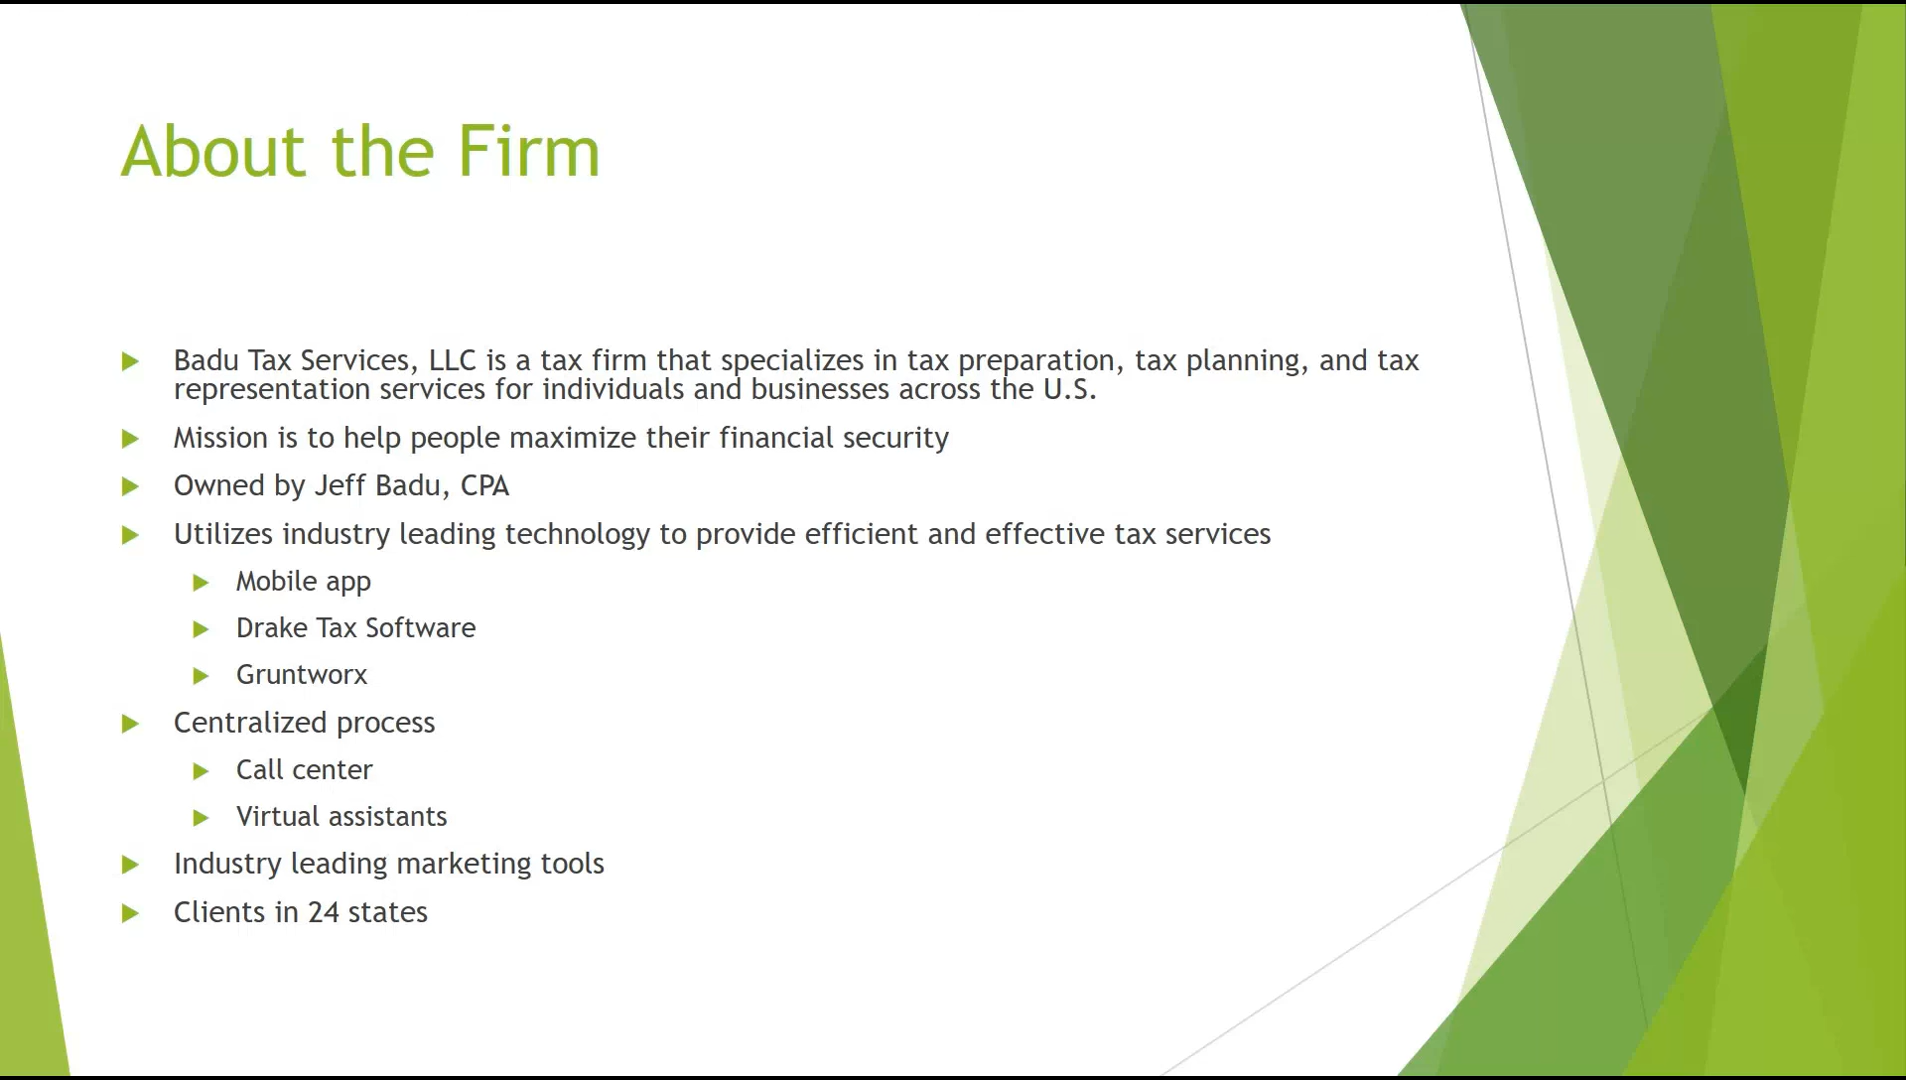 About the Firm
Badu Tax Services, LLC is a tax firm that specializes in tax preparation, tax planning, and tax
representation services for individuals and businesses across the U.S.
Mission is to help people maximize their financial security
Owned by Jeff Badu, CPA
Utilizes industry leading technology to provide efficient and effective tax services
Mobile app
Drake Tax Software
Gruntworx
Centralized process
Call center
Virtual assistants
Industry leading marketing tools
Clients in 24 states